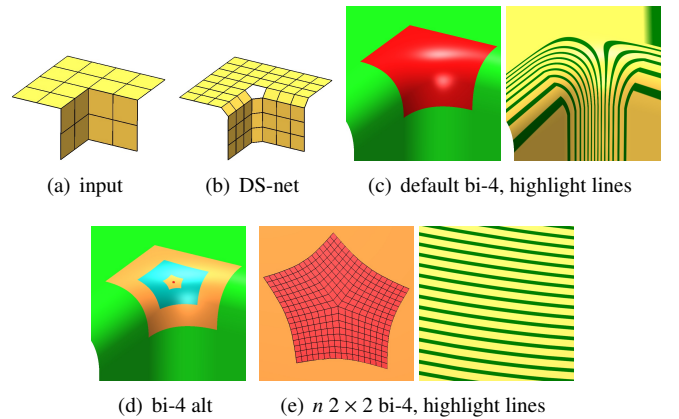 (a) input
(b) DS-net
(c) default bi-4, highlight lines
(d) bi-4 alt
(e) n 2 × 2 bi-4, highlight lines